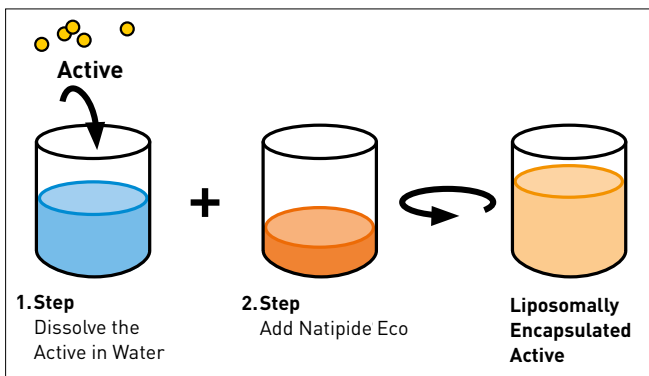 Active
+
1. Step
Dissolve the
Active in Water
2. Step
Add Natipide Eco
Liposomally
Encapsulated
Active